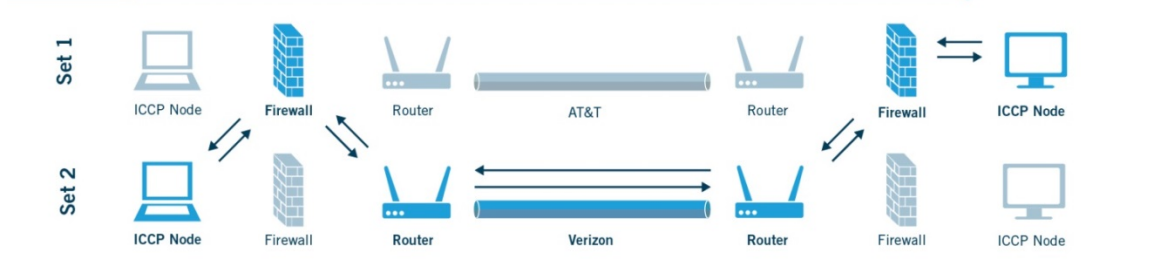 Set 1
ICCP Node Firewall Router AT&T Router Firewall ICCP Node
Set 2
ICCP Node Firewall Router Verizon Router Firewall ICCP Node